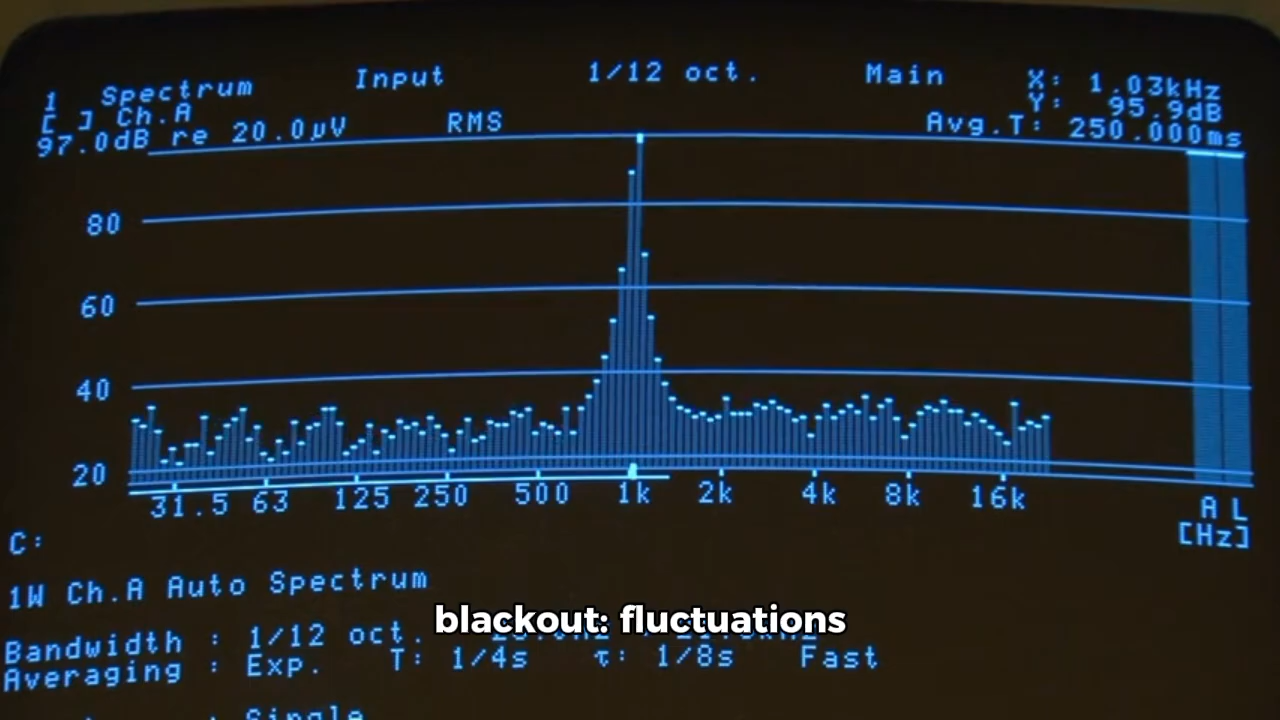 1 Spectrum Input 1/12 oct. Main X: 1.03kHz
[ ] Ch.A Y: 95.9dB
97.0dB re 20.0µV RMS Avg.T: 250.000ms
80
60
40
20
31.5 63 125 250 500 1k 2k 4k 8k 16k A L
[Hz]
C:
1W Ch.A Auto Spectrum
blackout: fluctuations
Bandwidth : 1/12 oct.
Averaging : Exp. T: 1/4s τ: 1/8s Fast
: Single